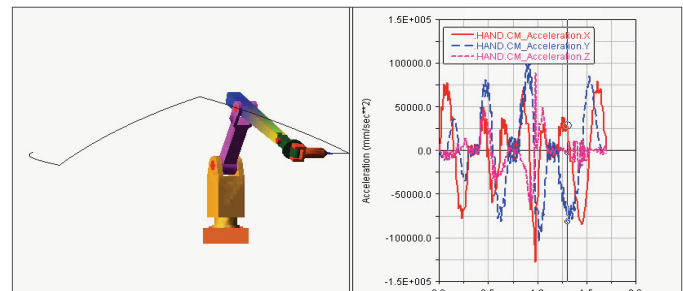 1.5E+005
HAND.CM_Acceleration.X
HAND.CM_Acceleration.Y
HAND.CM_Acceleration.Z
100000.0
50000.0
0.0
-50000.0
-100000.0
-1.5E+005
Acceleration (mm/sec**2)